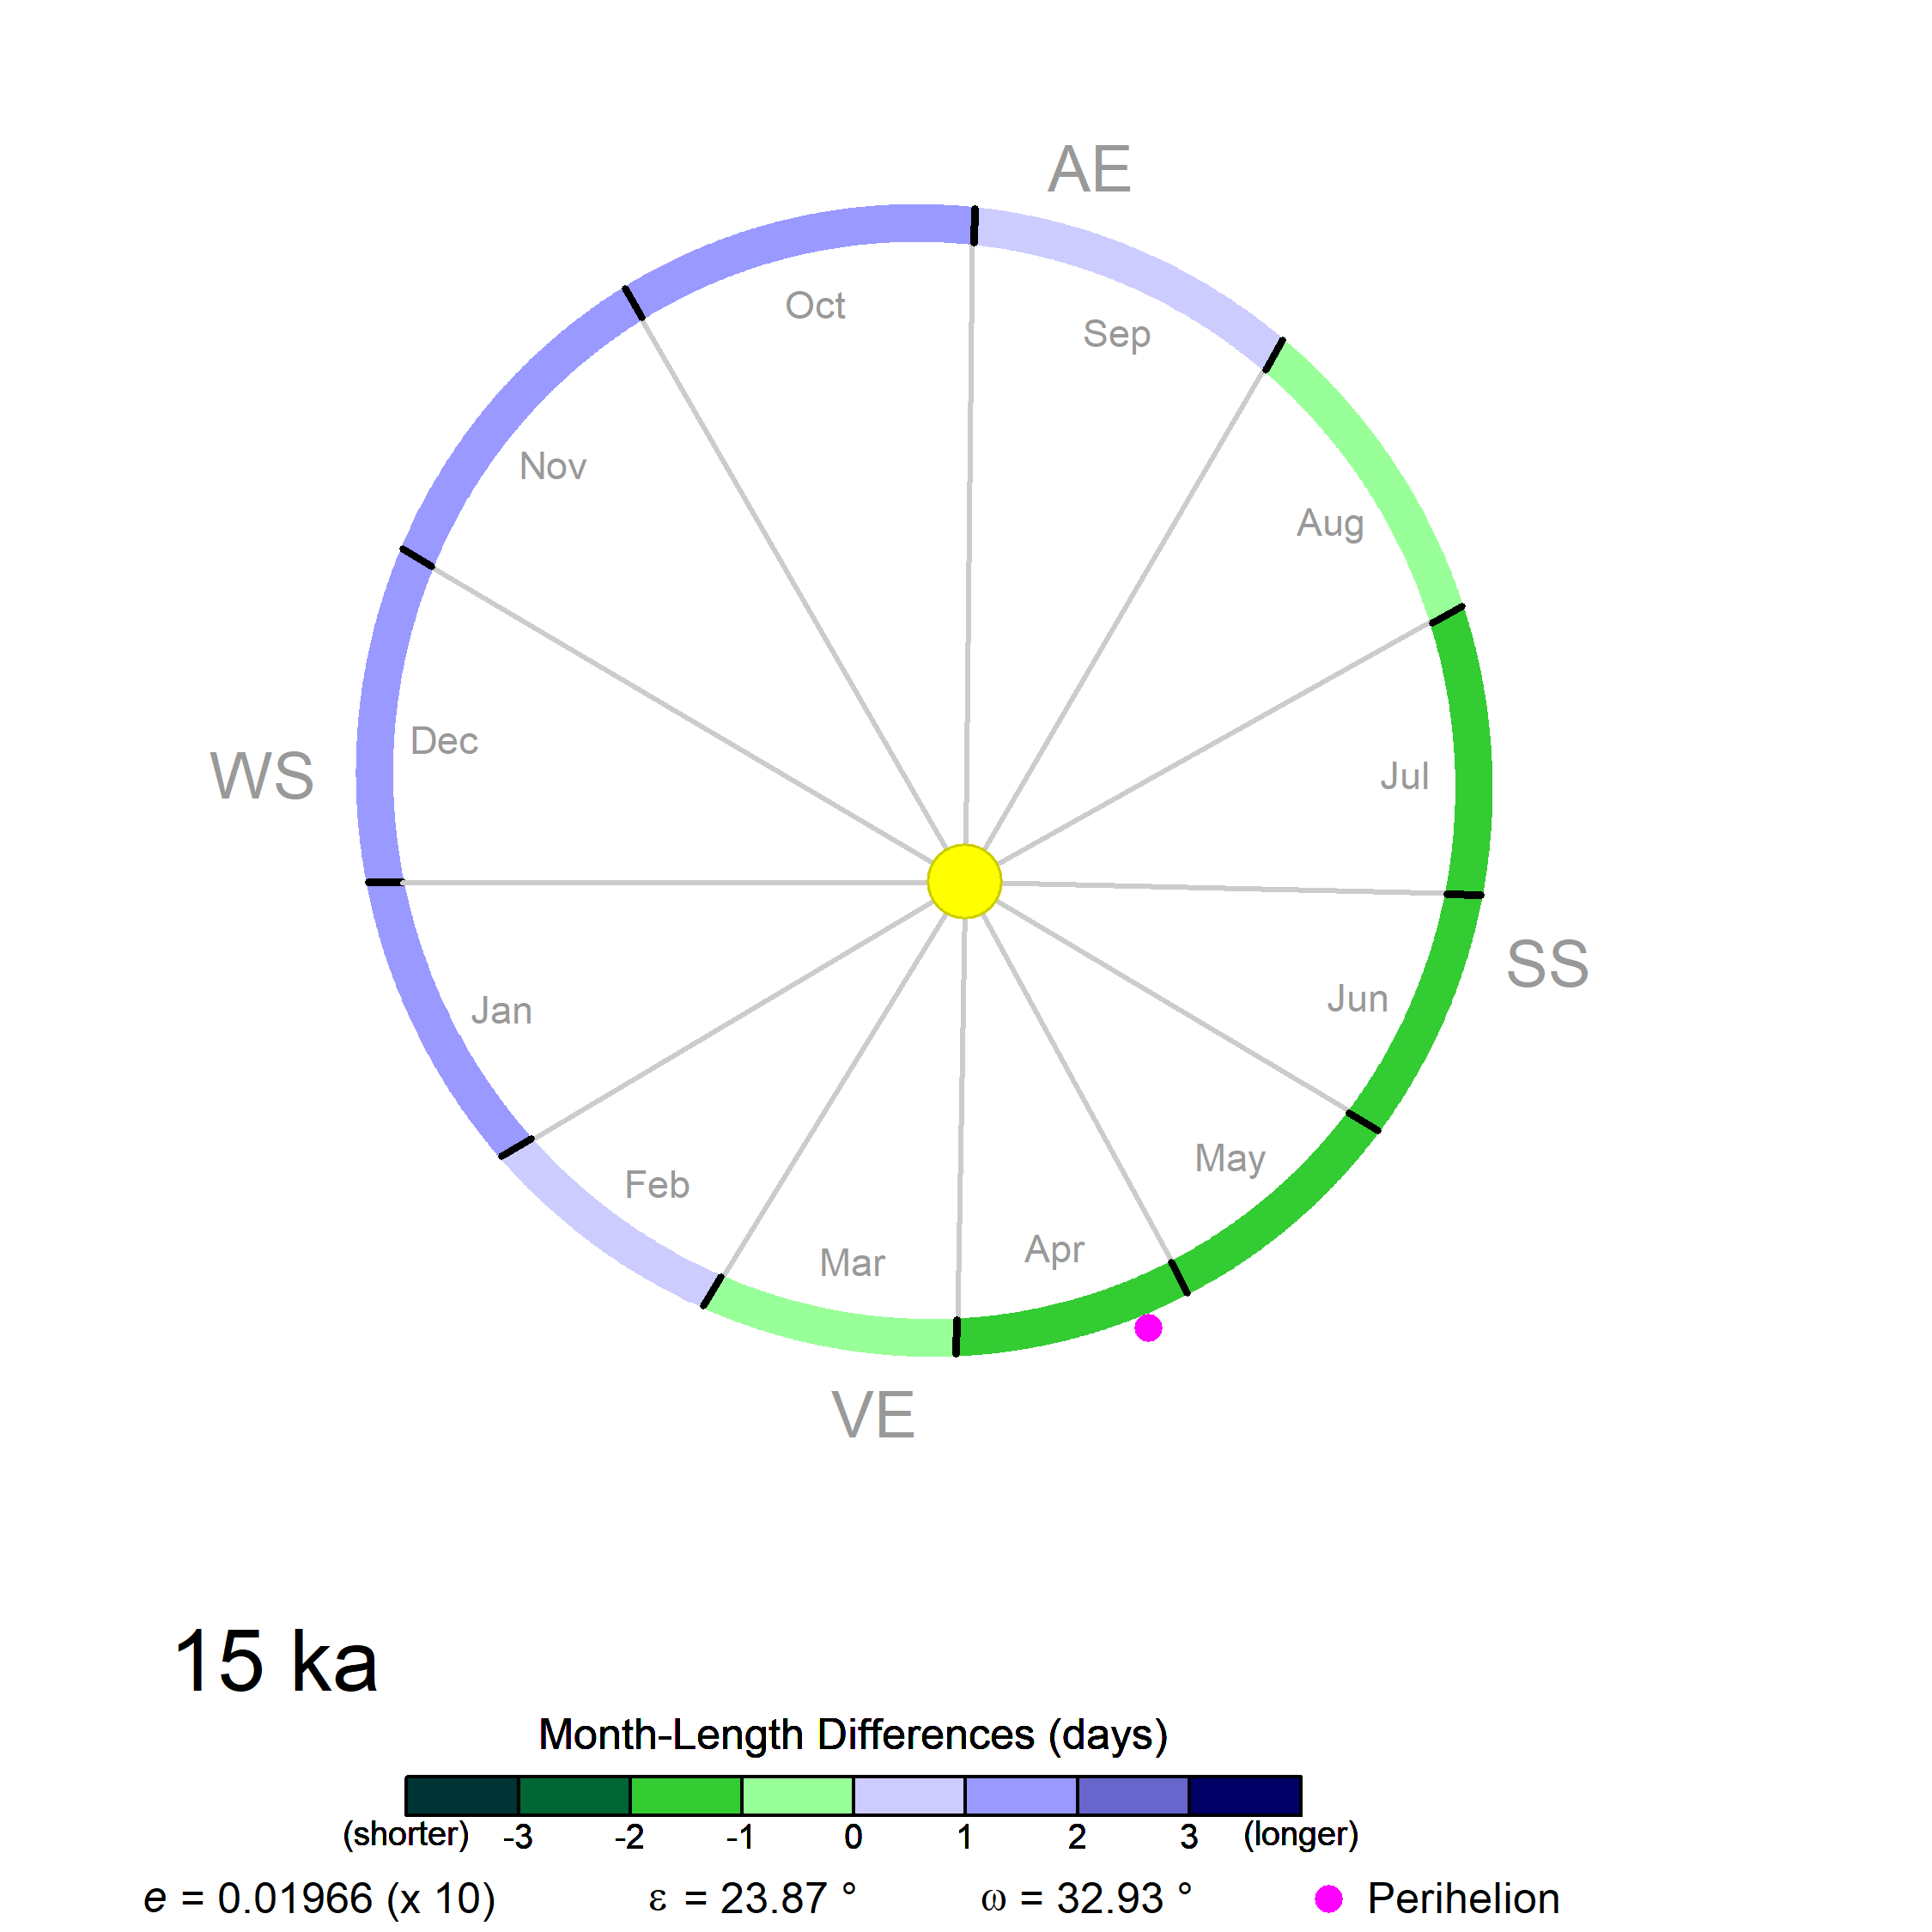 AE
Oct
Sep
Nov
Aug
WS
Dec
Jul
SS
Jan
Jun
Feb
May
Mar
Apr
VE
15 ka
Month-Length Differences (days)
(shorter) -3 -2 -1 0 1 2 3 (longer)
e = 0.01966 (x 10) ε = 23.87 ° ω = 32.93 ° Perihelion